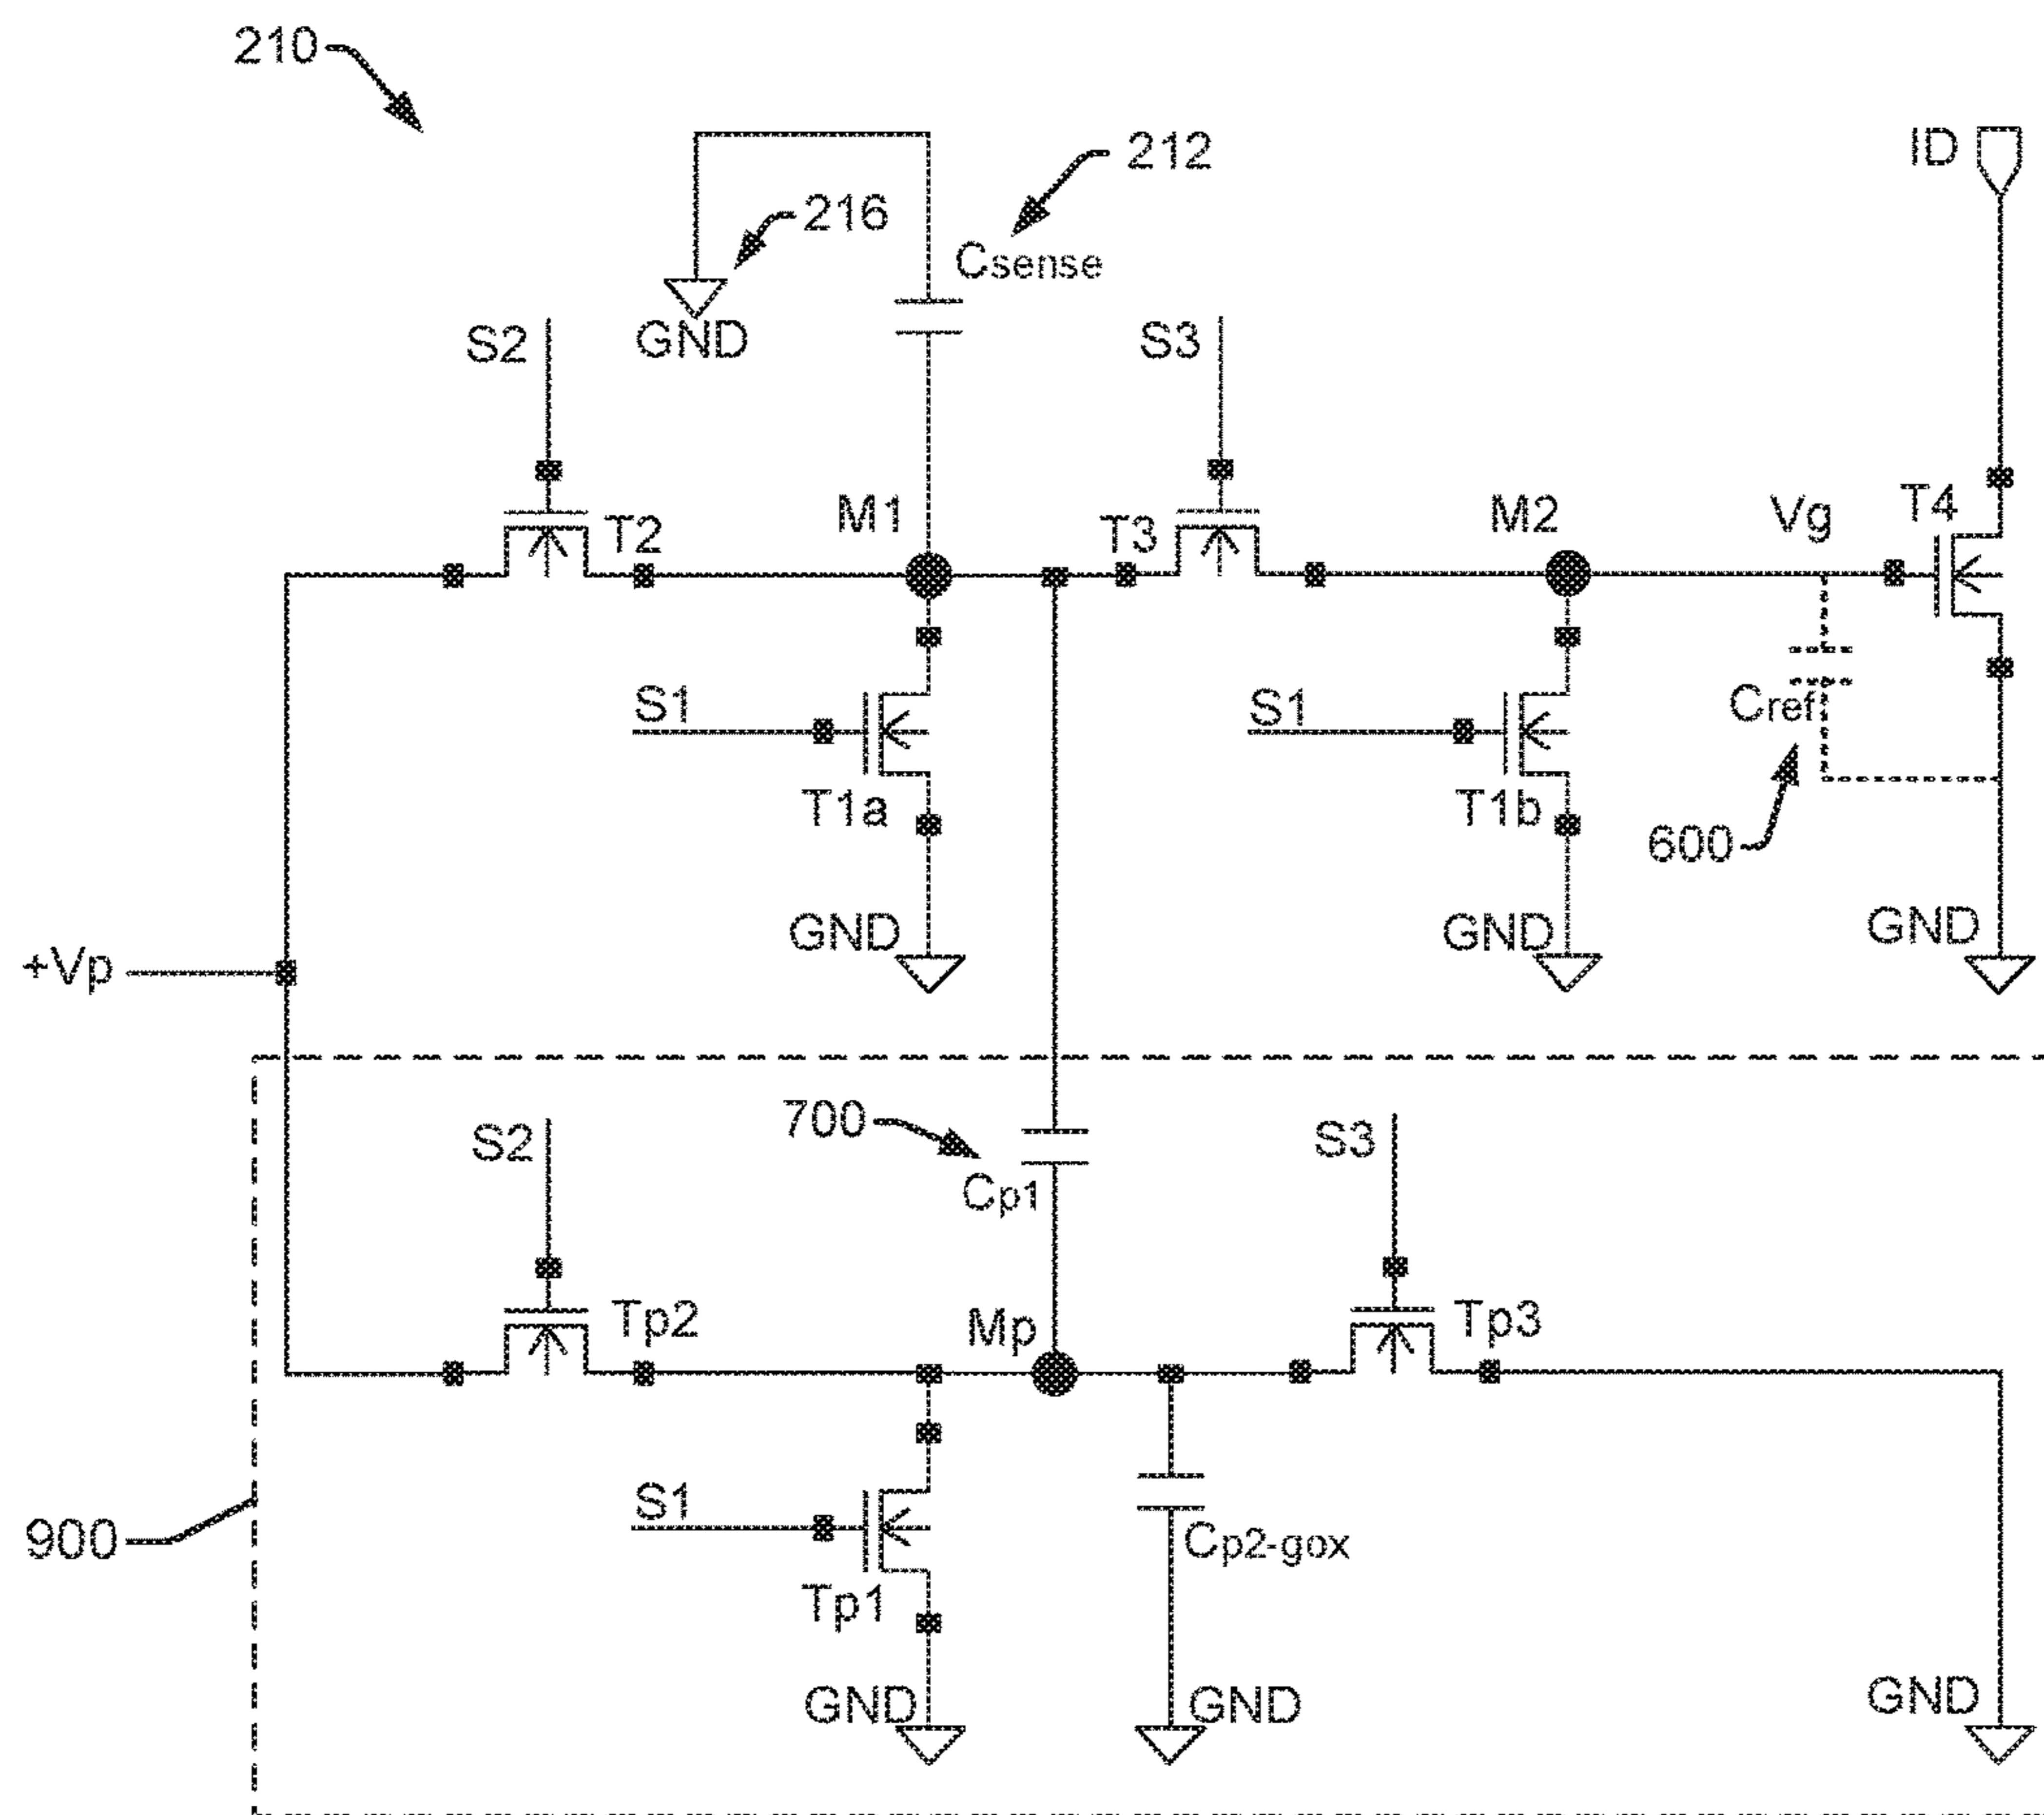 210
212
ID
216
Csense
S2
GND
S3
M1
M2
Vg
T4
T2
T3
S1
S1
Cref
T1a
T1b
600
GND
GND
GND
+Vp
700
S2
S3
Cp1
Tp2
Mp
Tp3
S1
Cp2-gox
900
Tp1
GND
GND
GND